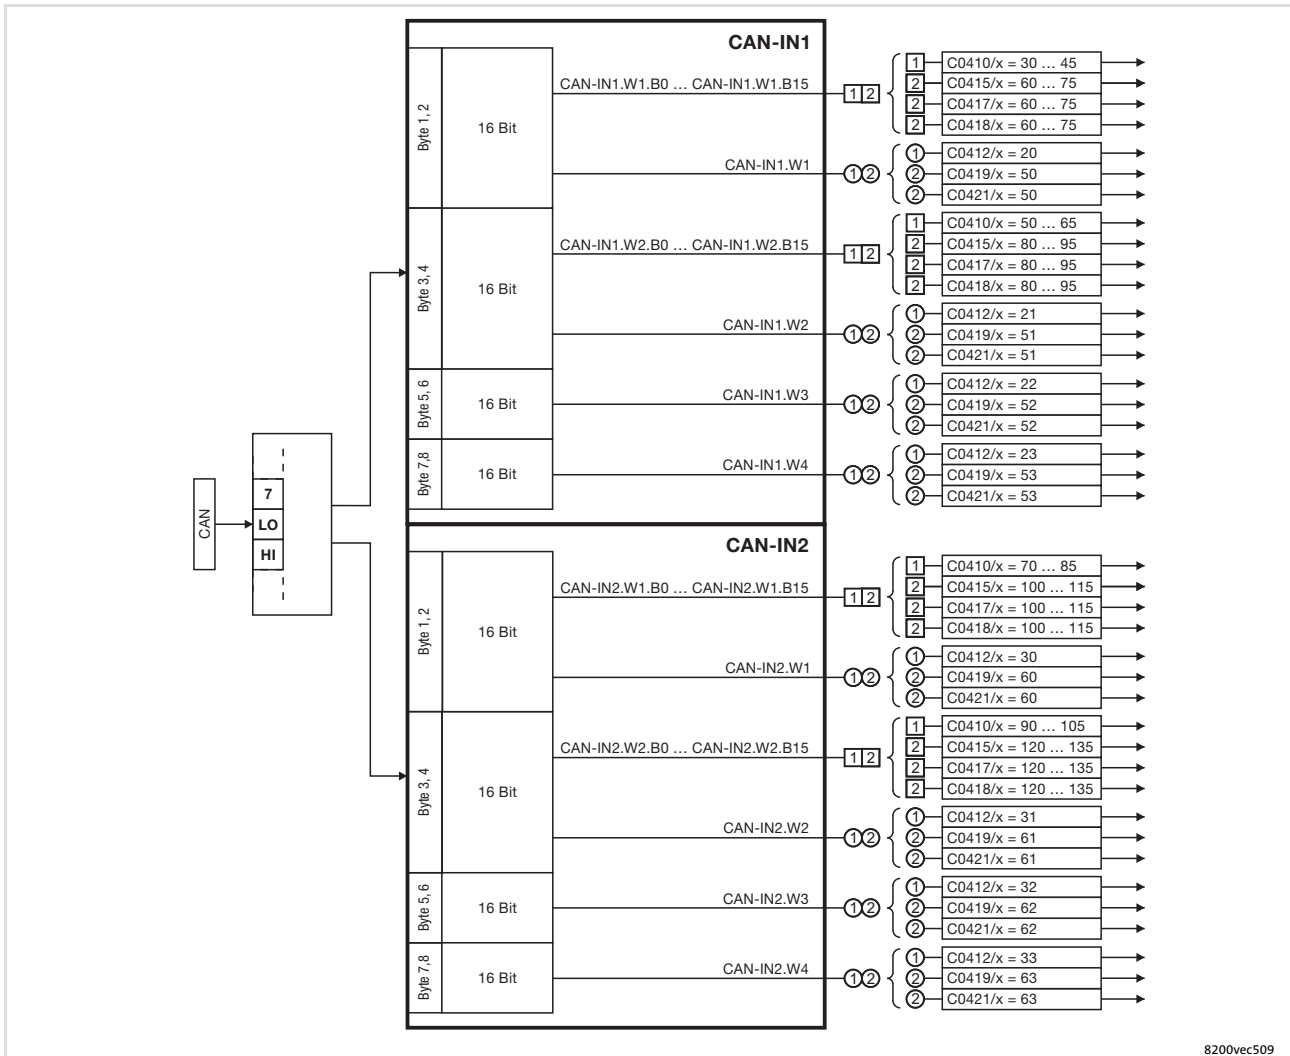 CAN-IN1
Byte 1, 2
16 Bit
CAN-IN1.W1.B0 … CAN-IN1.W1.B15
1 2
1 C0410/x = 30 … 45
2 C0415/x = 60 … 75
2 C0417/x = 60 … 75
2 C0418/x = 60 … 75
CAN-IN1.W1
1 2
1 C0412/x = 20
2 C0419/x = 50
2 C0421/x = 50
Byte 3, 4
16 Bit
CAN-IN1.W2.B0 … CAN-IN1.W2.B15
1 2
1 C0410/x = 50 … 65
2 C0415/x = 80 … 95
2 C0417/x = 80 … 95
2 C0418/x = 80 … 95
CAN-IN1.W2
1 2
1 C0412/x = 21
2 C0419/x = 51
2 C0421/x = 51
Byte 5, 6
16 Bit
CAN-IN1.W3
1 2
1 C0412/x = 22
2 C0419/x = 52
2 C0421/x = 52
Byte 7,8
16 Bit
CAN-IN1.W4
1 2
1 C0412/x = 23
2 C0419/x = 53
2 C0421/x = 53
CAN
7
LO
HI
CAN-IN2
Byte 1, 2
16 Bit
CAN-IN2.W1.B0 … CAN-IN2.W1.B15
1 2
1 C0410/x = 70 … 85
2 C0415/x = 100 … 115
2 C0417/x = 100 … 115
2 C0418/x = 100 … 115
CAN-IN2.W1
1 2
1 C0412/x = 30
2 C0419/x = 60
2 C0421/x = 60
Byte 3, 4
16 Bit
CAN-IN2.W2.B0 … CAN-IN2.W2.B15
1 2
1 C0410/x = 90 … 105
2 C0415/x = 120 … 135
2 C0417/x = 120 … 135
2 C0418/x = 120 … 135
CAN-IN2.W2
1 2
1 C0412/x = 31
2 C0419/x = 61
2 C0421/x = 61
Byte 5, 6
16 Bit
CAN-IN2.W3
1 2
1 C0412/x = 32
2 C0419/x = 62
2 C0421/x = 62
Byte 7,8
16 Bit
CAN-IN2.W4
1 2
1 C0412/x = 33
2 C0419/x = 63
2 C0421/x = 63
8200vec509